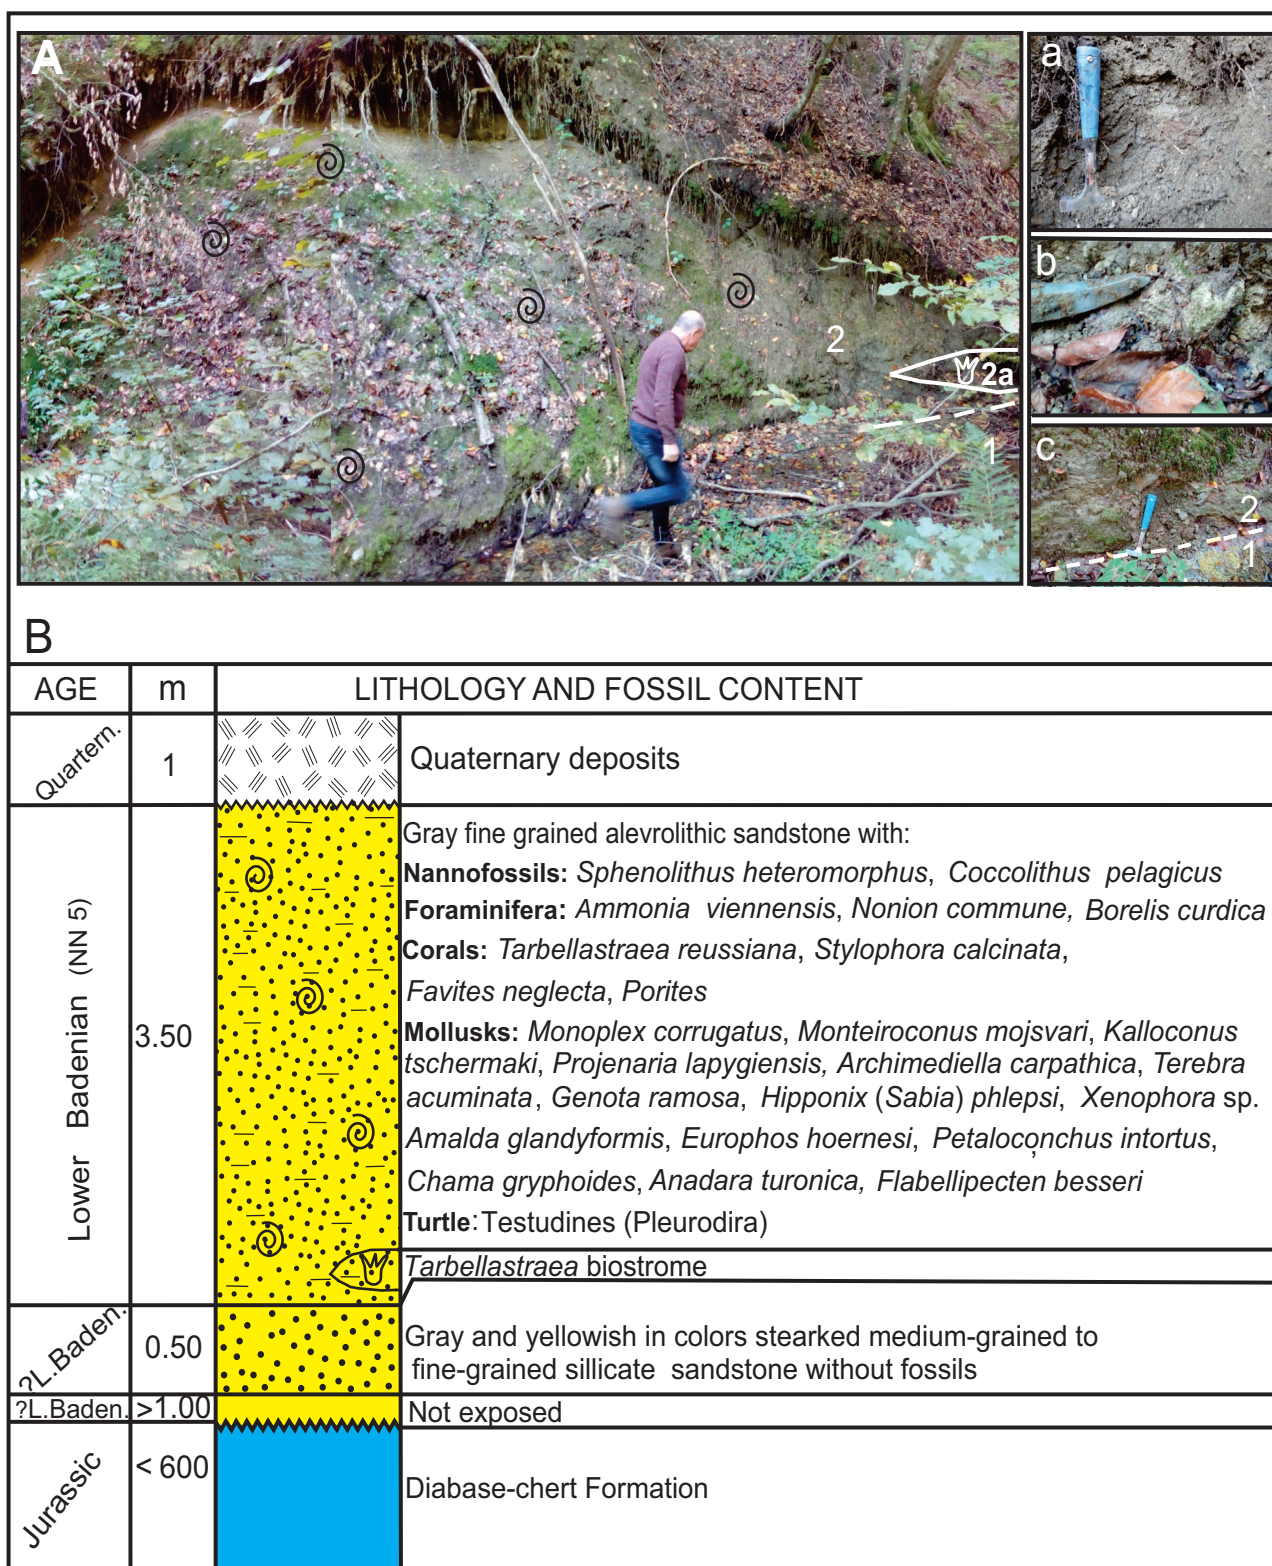 A
2
2a
1
a
b
c
2
1
B
AGE
m
LITHOLOGY AND FOSSIL CONTENT
Quartern.
1
Quaternary deposits
Lower Badenian (NN 5)
3.50
Gray fine grained alevrolithic sandstone with:
Nannofossils: Sphenolithus heteromorphus, Coccolithus pelagicus
Foraminifera: Ammonia viennensis, Nonion commune, Borelis curdica
Corals: Tarbellastraea reussiana, Stylophora calcinata,
Favites neglecta, Porites
Mollusks: Monoplex corrugatus, Monteiroconus mojsvari, Kalloconus
tschermaki, Projenaria lapygiensis, Archimediella carpathica, Terebra
acuminata, Genota ramosa, Hipponix (Sabia) phlepsi, Xenophora sp.
Amalda glandyformis, Europhos hoernesi, Petaloconchus intortus,
,
Chama gryphoides, Anadara turonica, Flabellipecten besseri
Turtle: Testudines (Pleurodira)
Tarbellastraea biostrome
?L.Baden.
0.50
Gray and yellowish in colors stearked medium-grained to
fine-grained sillicate sandstone without fossils
?L.Baden.
>1.00
Not exposed
Jurassic
< 600
Diabase-chert Formation